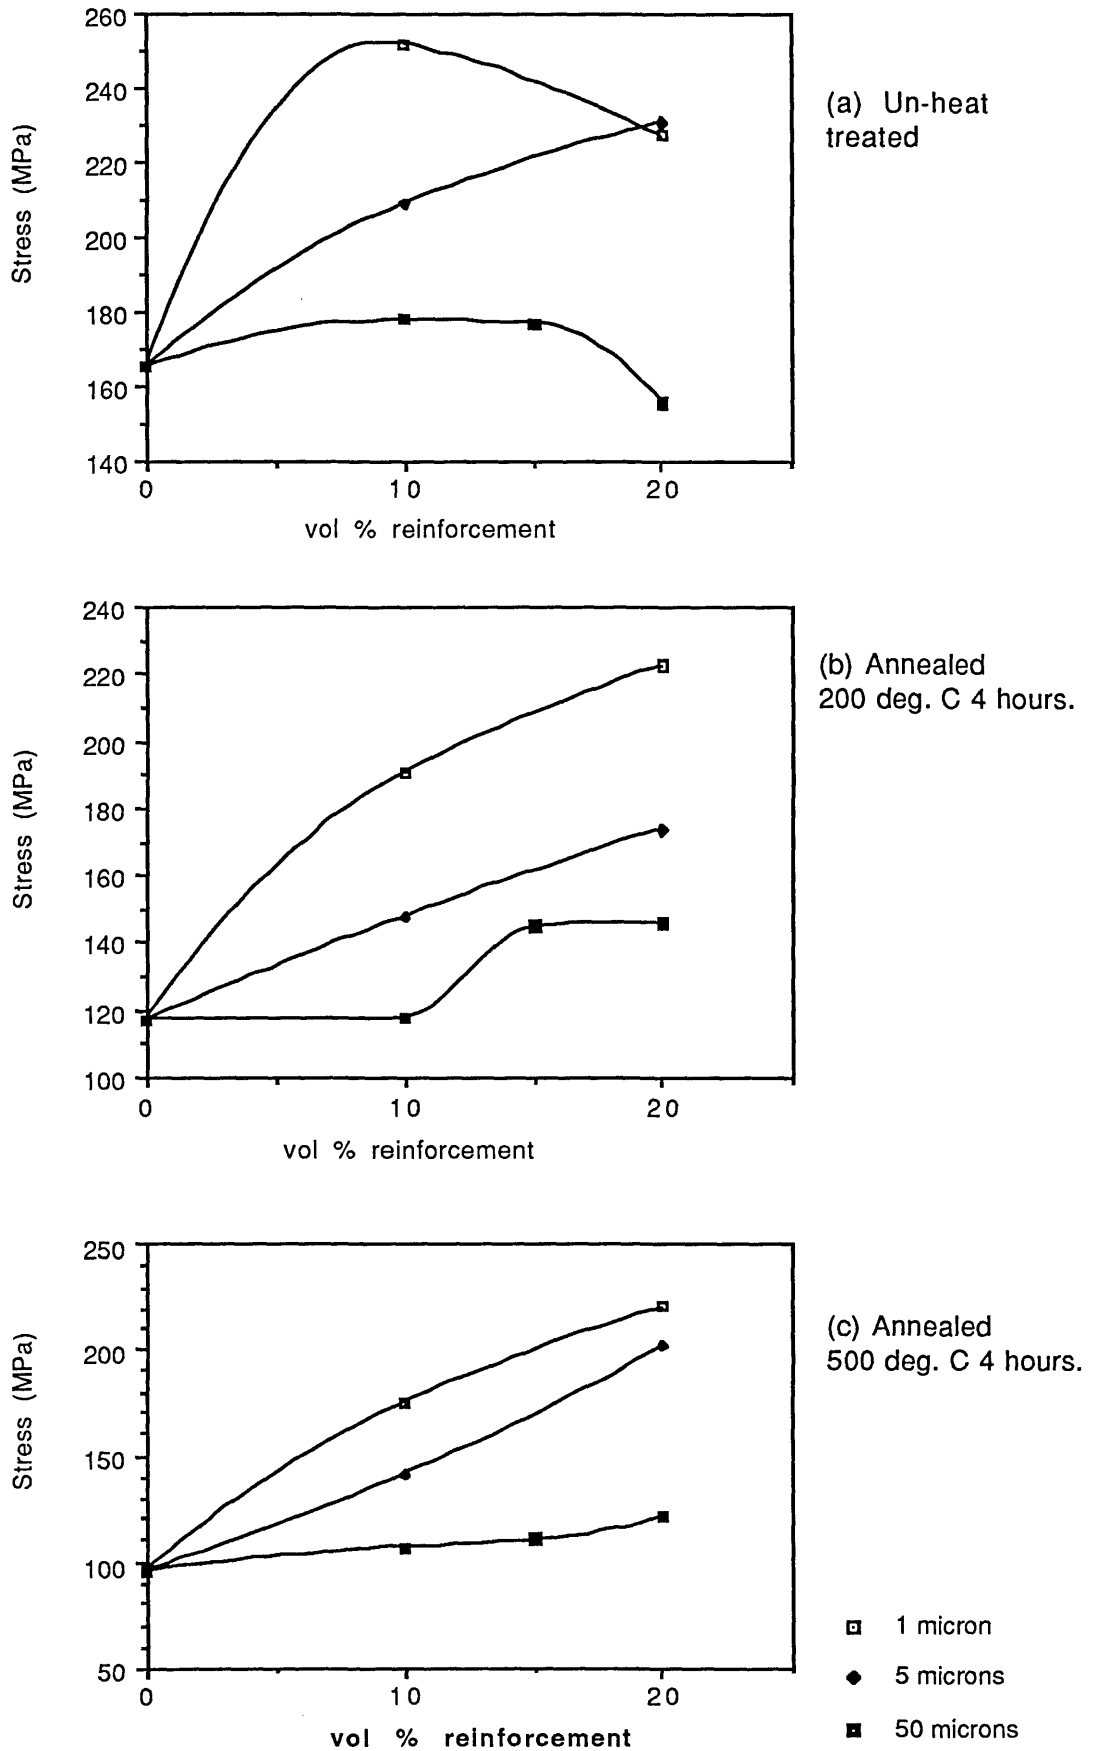 260
240
220
200
180
160
140
Stress (MPa)
0 10 20
vol % reinforcement
(a) Un-heat
treated
240
220
200
180
160
140
120
100
Stress (MPa)
0 10 20
vol % reinforcement
(b) Annealed
200 deg. C 4 hours.
250
200
150
100
50
Stress (MPa)
0 10 20
vol % reinforcement
(c) Annealed
500 deg. C 4 hours.
1 micron
5 microns
50 microns